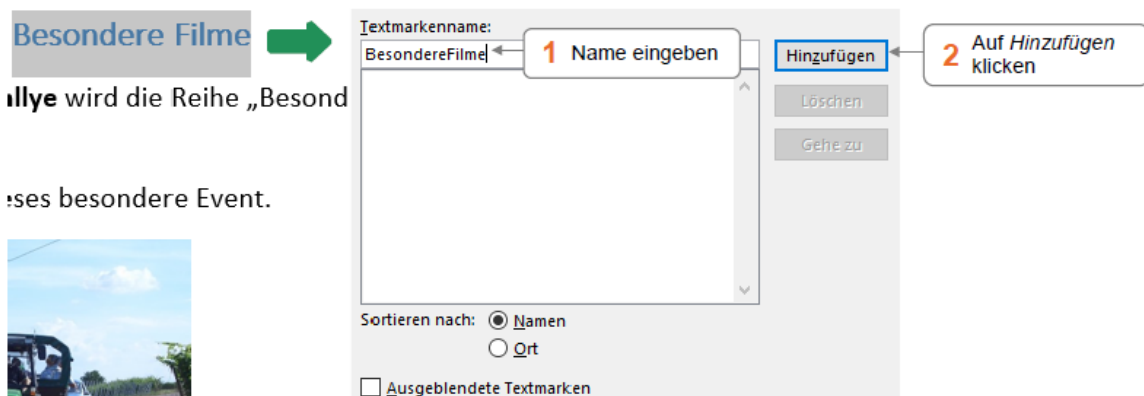 Besondere Filme
llye wird die Reihe „Besond
eses besondere Event.
Textmarkenname:
BesondereFilme
1 Name eingeben
Hinzufügen
2 Auf Hinzufügen
klicken
Löschen
Gehe zu
Sortieren nach:
Namen
Ort
Ausgeblendete Textmarken